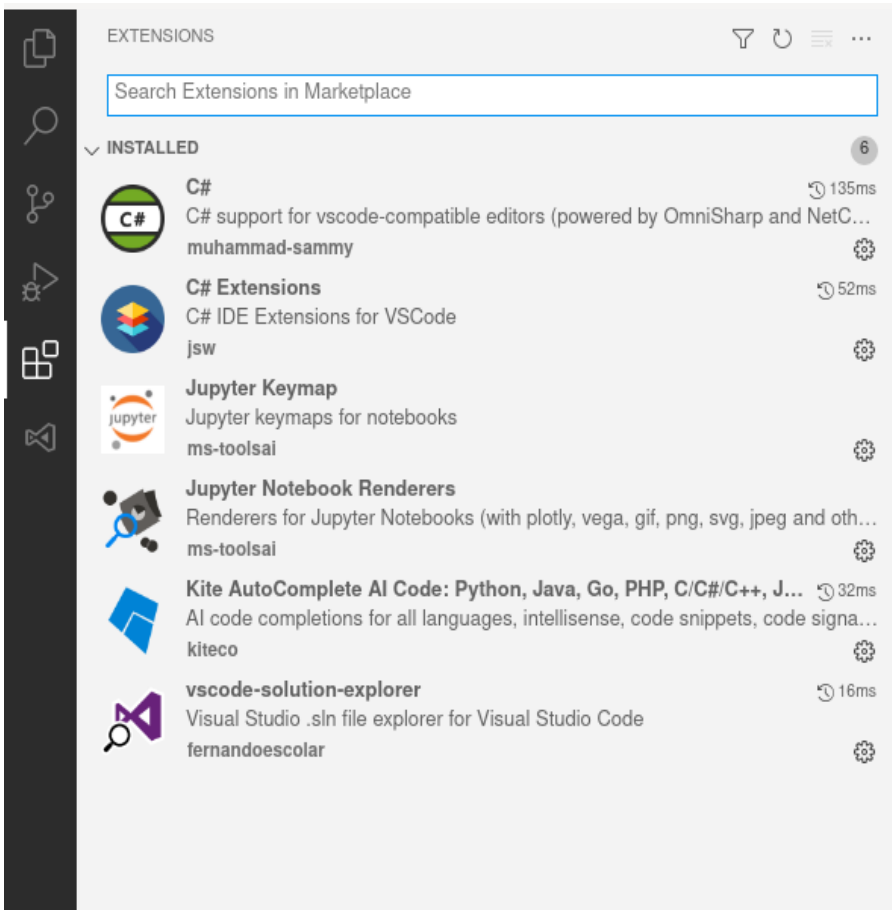 EXTENSIONS
Search Extensions in Marketplace
INSTALLED 6
C# 135ms
C#
C# support for vscode-compatible editors (powered by OmniSharp and NetC...
muhammad-sammy
C# Extensions 52ms
C# IDE Extensions for VSCode
jsw
Jupyter Keymap
jupyter
Jupyter keymaps for notebooks
ms-toolsai
Jupyter Notebook Renderers
Renderers for Jupyter Notebooks (with plotly, vega, gif, png, svg, jpeg and oth...
ms-toolsai
Kite AutoComplete AI Code: Python, Java, Go, PHP, C/C#/C++, J... 32ms
AI code completions for all languages, intellisense, code snippets, code signa...
kiteco
vscode-solution-explorer 16ms
Visual Studio .sln file explorer for Visual Studio Code
fernandoescolar